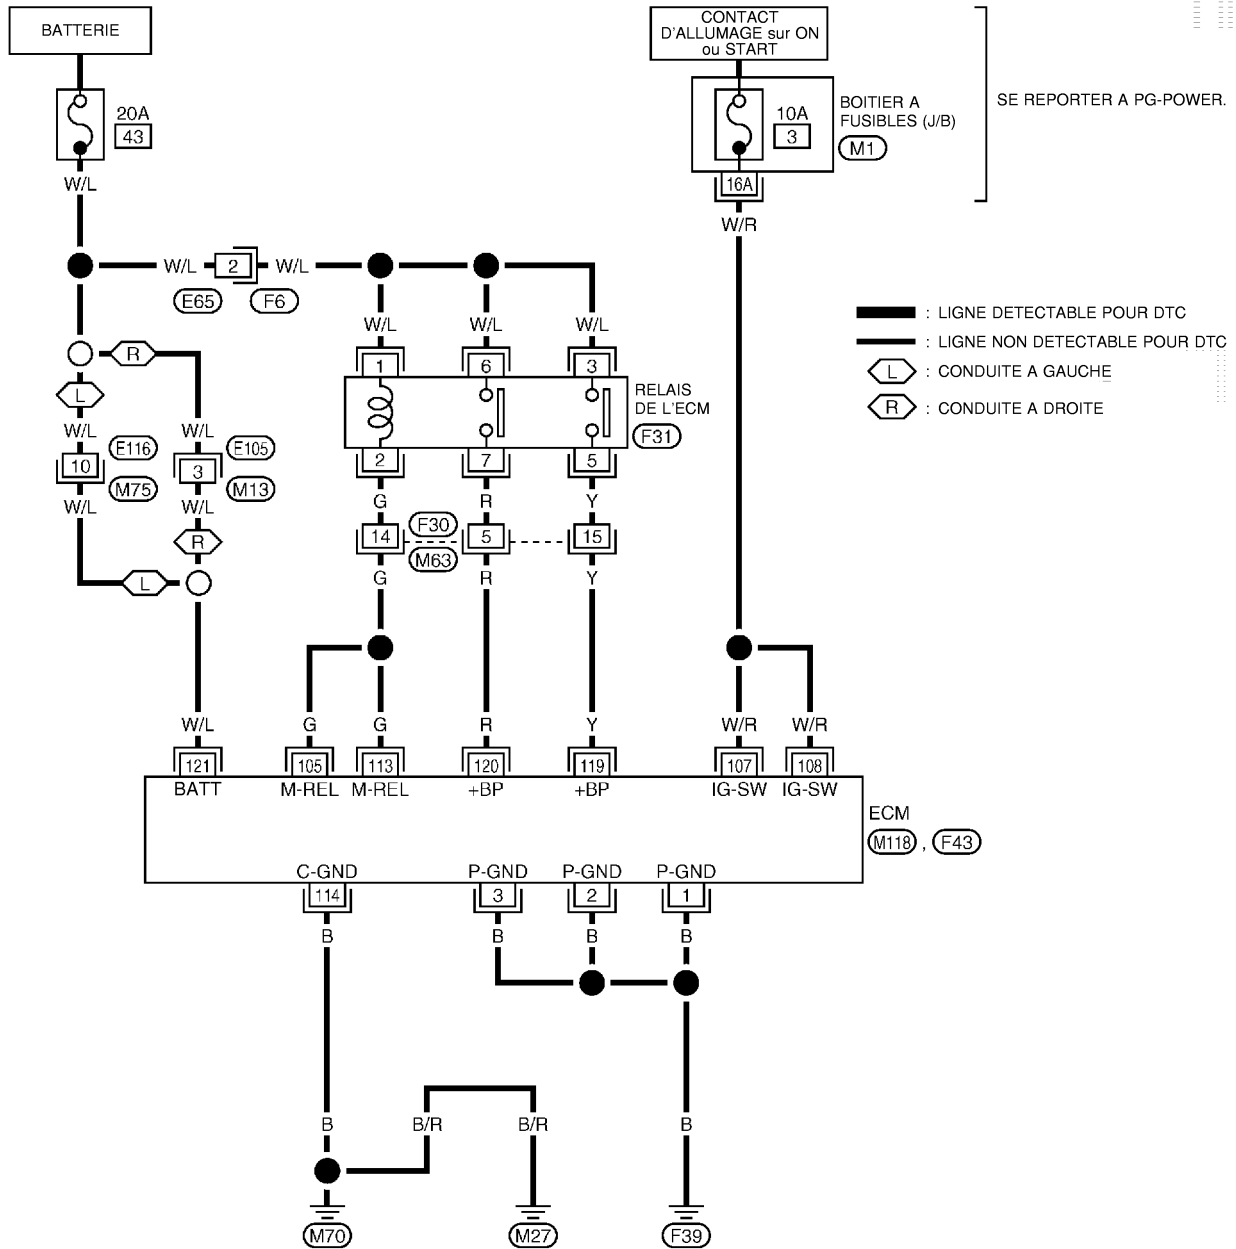 BATTERIE
CONTACT
D'ALLUMAGE sur ON
ou START
SE REPORTER A PG-POWER.
20A
43
10A
3
BOITIER A
FUSIBLES (J/B)
M1
16A
W/L
W/R
W/L
2
W/L
E65
F6
: LIGNE DETECTABLE POUR DTC
: LIGNE NON DETECTABLE POUR DTC
L
: CONDUITE A GAUCHE
R
: CONDUITE A DROITE
W/L
W/L
W/L
1
6
3
RELAIS
DE L'ECM
F31
2
7
5
R
L
W/L
E116
W/L
E105
10
3
M75
M13
W/L
W/L
R
L
G
R
Y
14
F30
5
15
M63
G
R
Y
W/L
G
G
R
Y
W/R
W/R
121
105
113
120
119
107
108
BATT
M-REL
M-REL
+BP
+BP
IG-SW
IG-SW
ECM
M118 , F43
C-GND
P-GND
P-GND
P-GND
114
3
2
1
B
B
B
B
B
B/R
B/R
B
M70
M27
F39